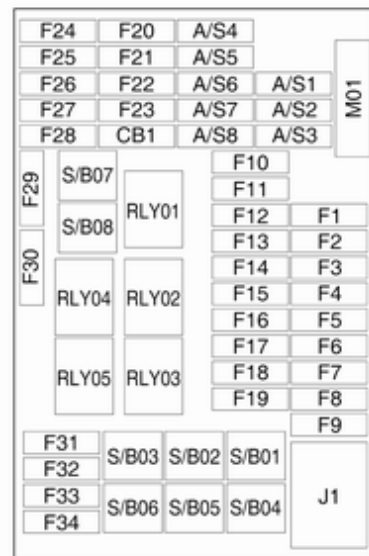 F24 F20 A/S4
F25 F21 A/S5
F26 F22 A/S6 A/S1
F27 F23 A/S7 A/S2
F28 CB1 A/S8 A/S3
M01
F29
F30
S/B07
S/B08
RLY01
RLY04 RLY02
RLY05 RLY03
F10
F11
F12 F1
F13 F2
F14 F3
F15 F4
F16 F5
F17 F6
F18 F7
F19 F8
F9
F31
F32
F33
F34
S/B03 S/B02 S/B01
S/B06 S/B05 S/B04
J1